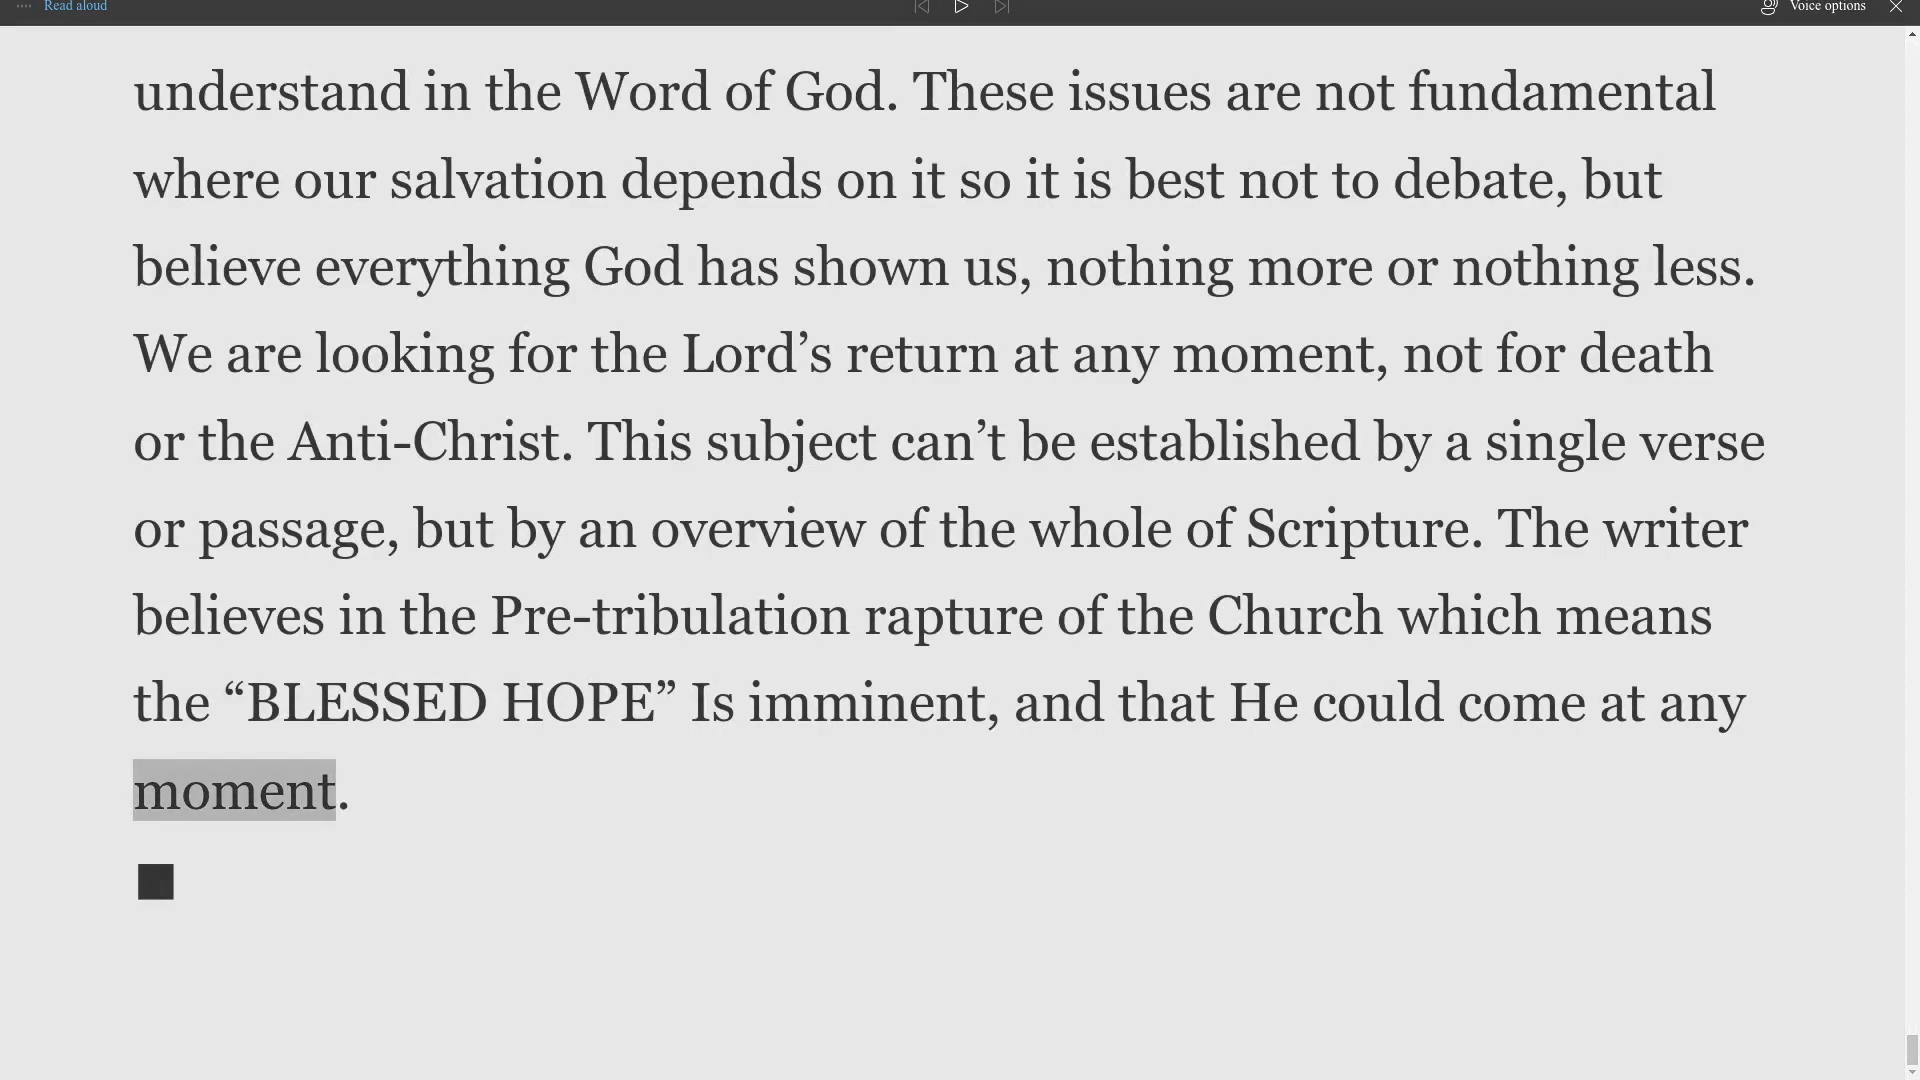 Read aloud
Voice options
understand in the Word of God. These issues are not fundamental
where our salvation depends on it so it is best not to debate, but
believe everything God has shown us, nothing more or nothing less.
We are looking for the Lord’s return at any moment, not for death
or the Anti-Christ. This subject can’t be established by a single verse
or passage, but by an overview of the whole of Scripture. The writer
believes in the Pre-tribulation rapture of the Church which means
the “BLESSED HOPE” Is imminent, and that He could come at any
moment.